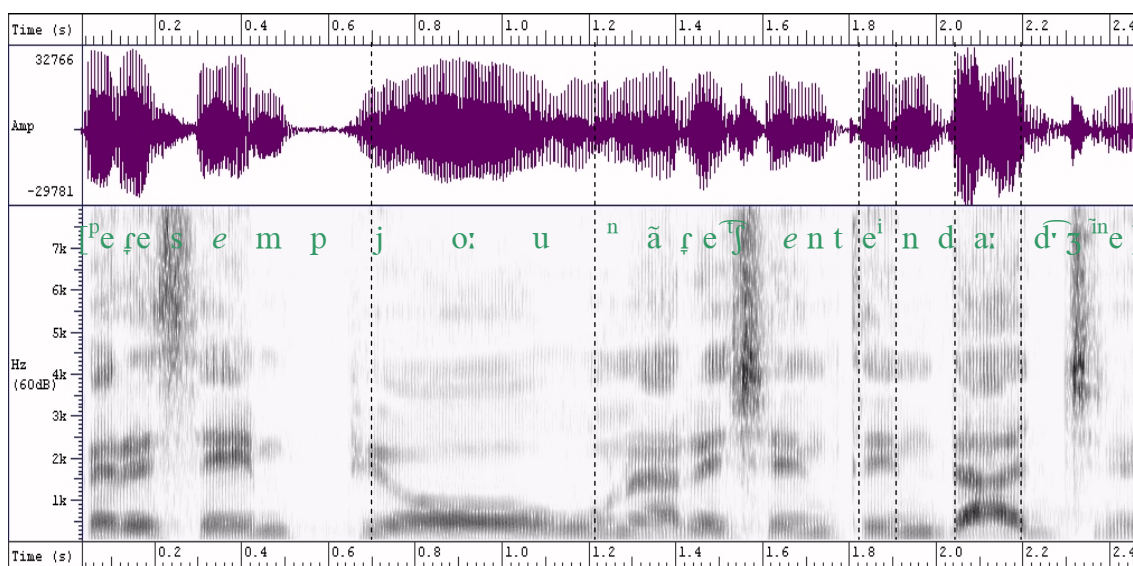 Time (s) 0.2 0.4 0.6 0.8 1.0 1.2 1.4 1.6 1.8 2.0 2.2 2.4
32766
Amp
-29781
[ᵖe ɾ̞e s e m p j oː u ⁿ ã ɾ̞ e t͡ʃ e n t eⁱ n d aː d͡ʒ ĩn e
7k
6k
5k
Hz 4k
(60dB)
3k
2k
1k
Time (s) 0.2 0.4 0.6 0.8 1.0 1.2 1.4 1.6 1.8 2.0 2.2 2.4